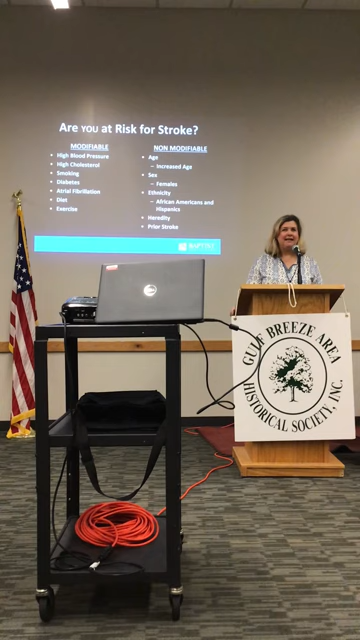 Are YOU at Risk for Stroke?
MODIFIABLE
• High Blood Pressure
• High Cholesterol
• Smoking
• Diabetes
• Atrial Fibrillation
• Diet
• Exercise
NON MODIFIABLE
• Age
– Increased Age
• Sex
– Females
• Ethnicity
– African Americans and
Hispanics
• Heredity
• Prior Stroke
BAPTIST
DELL
GULF BREEZE AREA
HISTORICAL SOCIETY, INC.